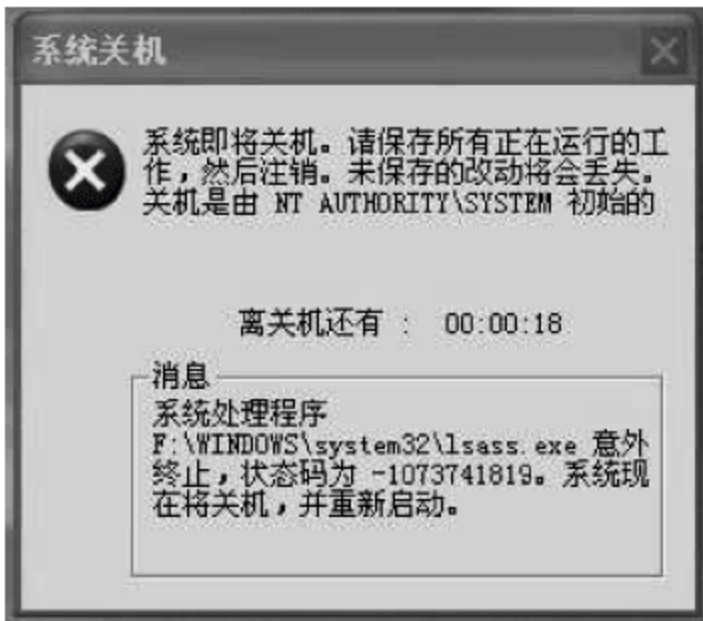 系统关机
系统即将关机。请保存所有正在运行的工
作，然后注销。未保存的改动将会丢失。
关机是由 NT AUTHORITY\SYSTEM 初始的
离关机还有 : 00:00:18
消息
系统处理程序
F:\WINDOWS\system32\lsass.exe 意外
终止，状态码为 -1073741819。系统现
在将关机，并重新启动。